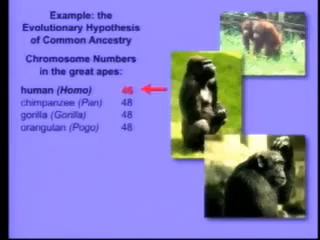 Example: the
Evolutionary Hypothesis
of Common Ancestry
Chromosome Numbers
in the great apes:
human (Homo) 46
chimpanzee (Pan) 48
gorilla (Gorilla) 48
orangutan (Pogo) 48